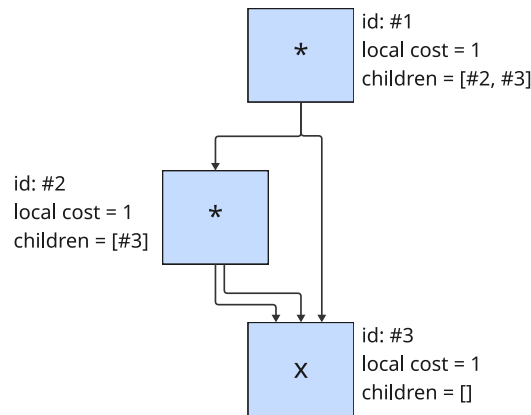 *
id: #1
local cost = 1
children = [#2, #3]
id: #2
local cost = 1
children = [#3]
*
x
id: #3
local cost = 1
children = []